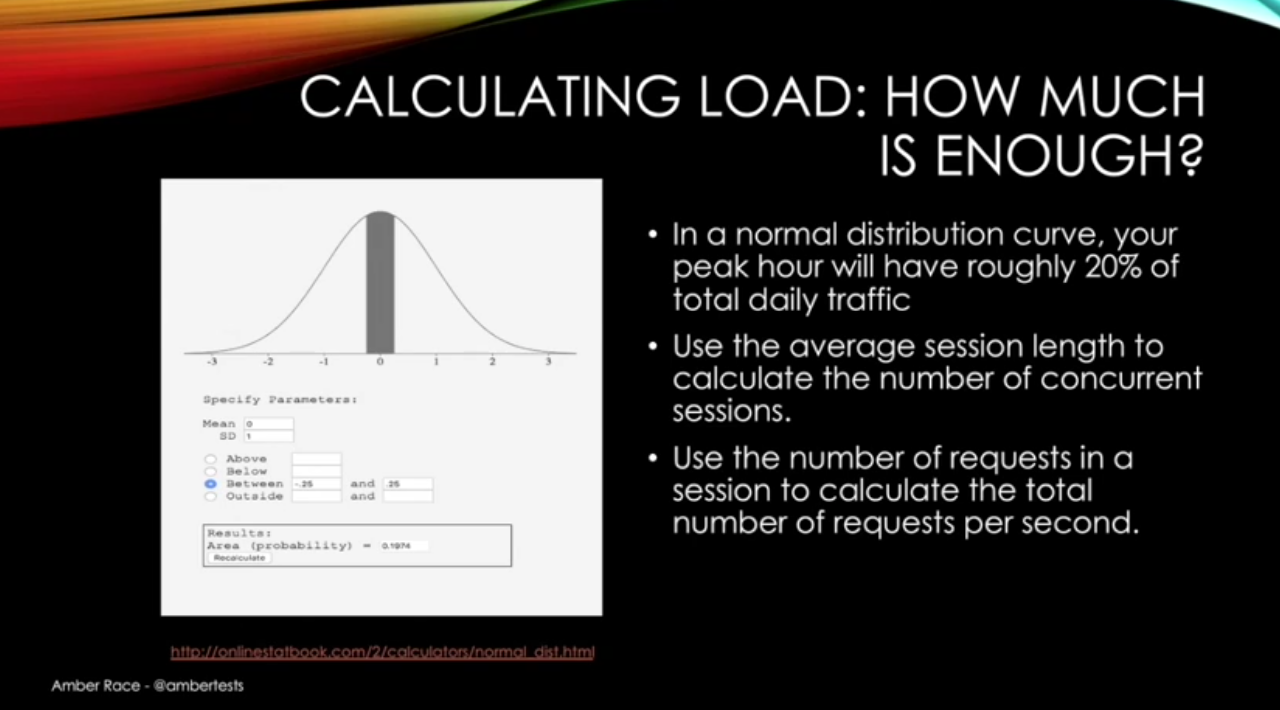 CALCULATING LOAD: HOW MUCH
IS ENOUGH?
-3 -2 -1 0 1 2 3
Specify Parameters:
Mean 0
SD 1
Above
Below
Between -.25 and .25
Outside and
Results:
Area (probability) = 0.1974
Recalculate
http://onlinestatbook.com/2/calculators/normal_dist.html
• In a normal distribution curve, your
peak hour will have roughly 20% of
total daily traffic
• Use the average session length to
calculate the number of concurrent
sessions.
• Use the number of requests in a
session to calculate the total
number of requests per second.
Amber Race - @ambertests